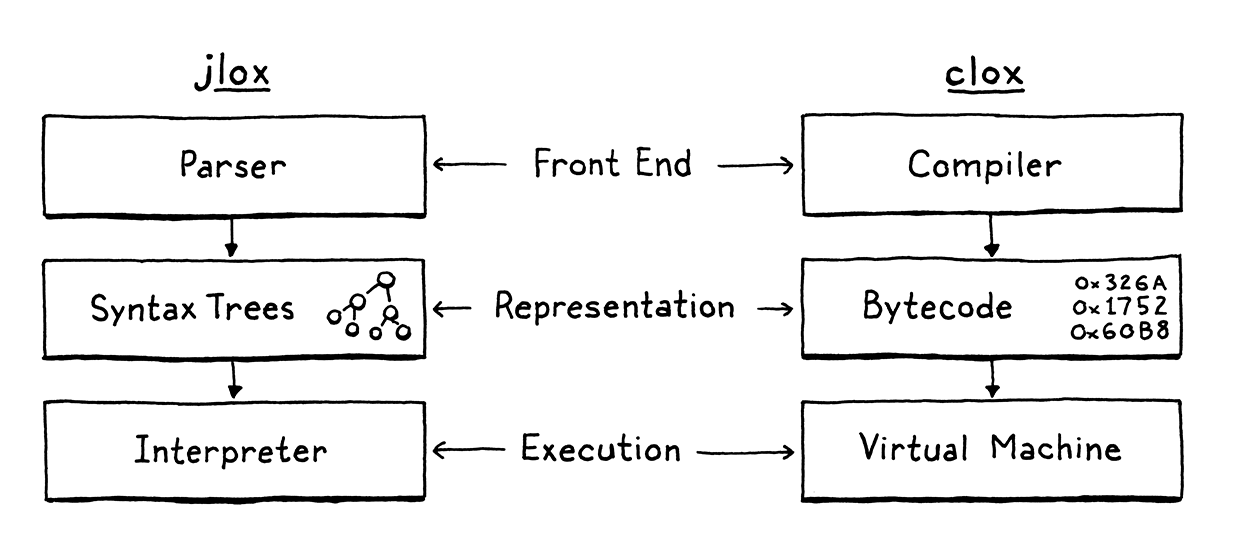 jlox
clox
Parser
Front End
Compiler
Syntax Trees
Representation
Bytecode
0x326A
0x1752
0x60B8
Interpreter
Execution
Virtual Machine